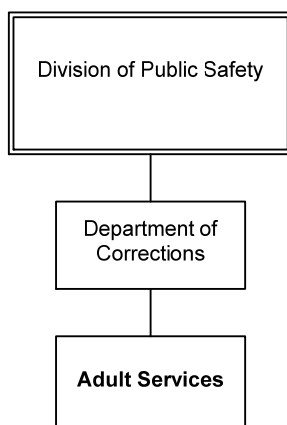 Division of Public Safety
Department of
Corrections
Adult Services